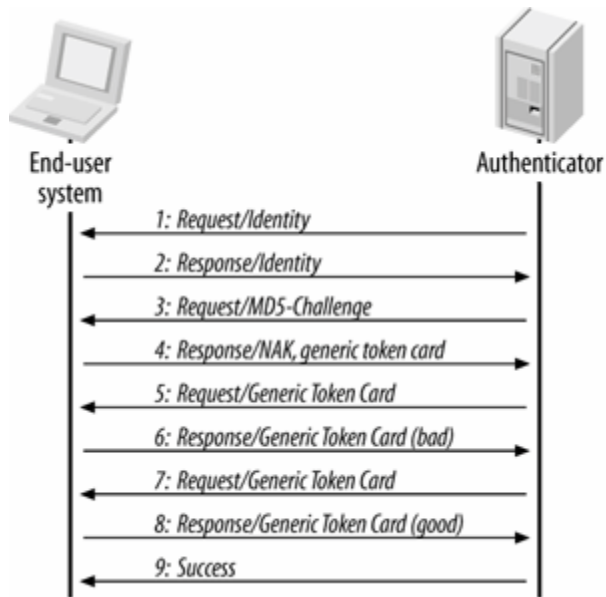 End-user
system
Authenticator
1: Request/Identity
2: Response/Identity
3: Request/MD5-Challenge
4: Response/NAK, generic token card
5: Request/Generic Token Card
6: Response/Generic Token Card (bad)
7: Request/Generic Token Card
8: Response/Generic Token Card (good)
9: Success